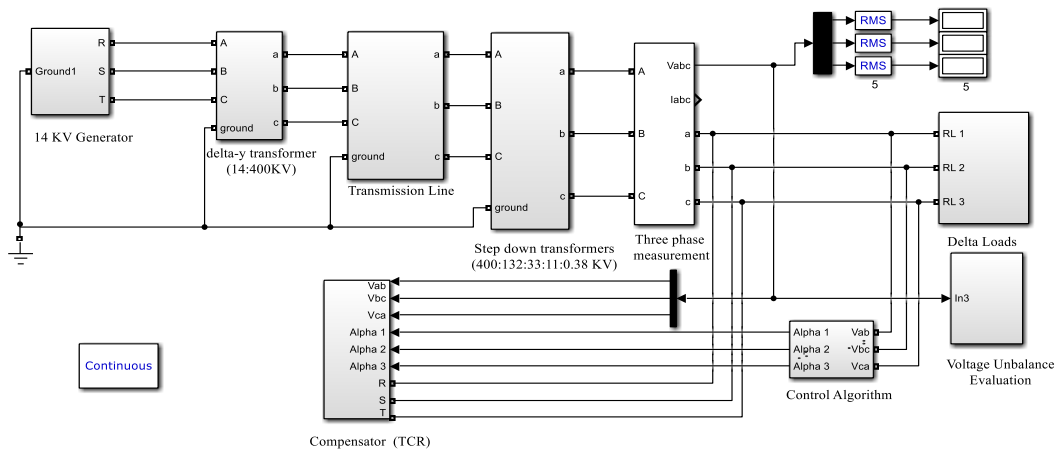 Ground1
R
S
T
14 KV Generator
A
B
C
ground
a
b
c
delta-y transformer
(14:400KV)
A
B
C
ground
a
b
c
Transmission Line
A
B
C
ground
a
b
c
Step down transformers
(400:132:33:11:0.38 KV)
A
B
C
Vabc
Iabc
a
b
c
Three phase
measurement
RMS
RMS
RMS
5
5
RL 1
RL 2
RL 3
Delta Loads
In3
Voltage Unbalance
Evaluation
Vab
Vbc
Vca
Alpha 1
Alpha 2
Alpha 3
R
S
T
Compensator (TCR)
Alpha 1
Alpha 2
Alpha 3
Vab
Vbc
Vca
Control Algorithm
Continuous